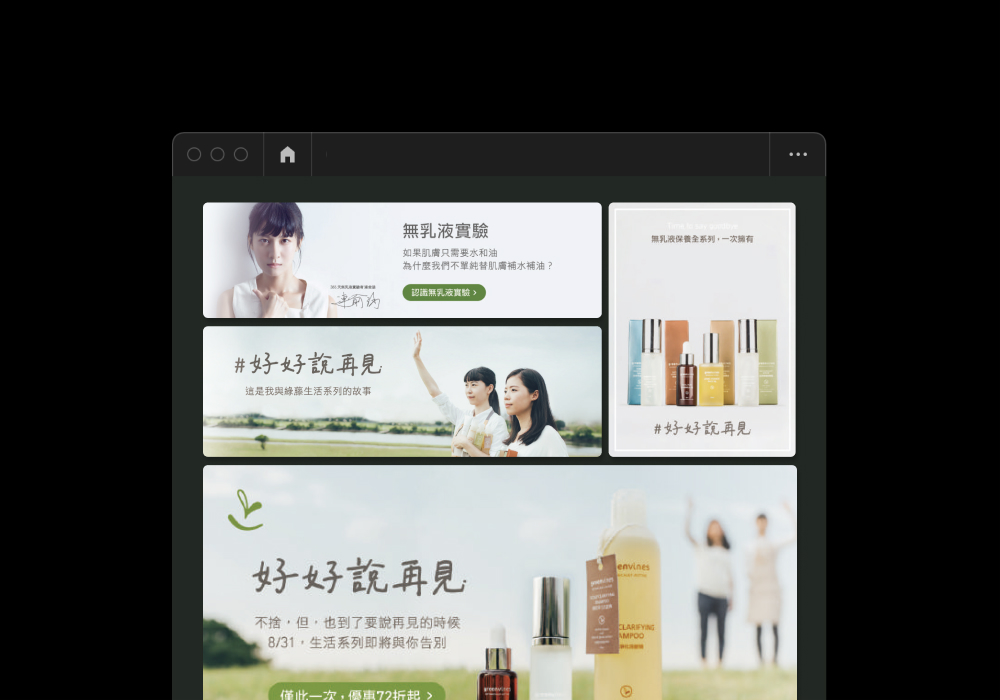 無乳液實驗
如果肌膚只需要水和油
為什麼我們不單純替肌膚補水補油？
認識無乳液實驗 >
無乳液保養全系列，一次擁有
#好好說再見
這是我與綠藤生活系列的故事
#好好說再見
好好說再見
不捨，但，也到了要說再見的時候
8/31，生活系列即將與你告別
僅此一次，優惠72折起 >
greenvines
CLARIFYING